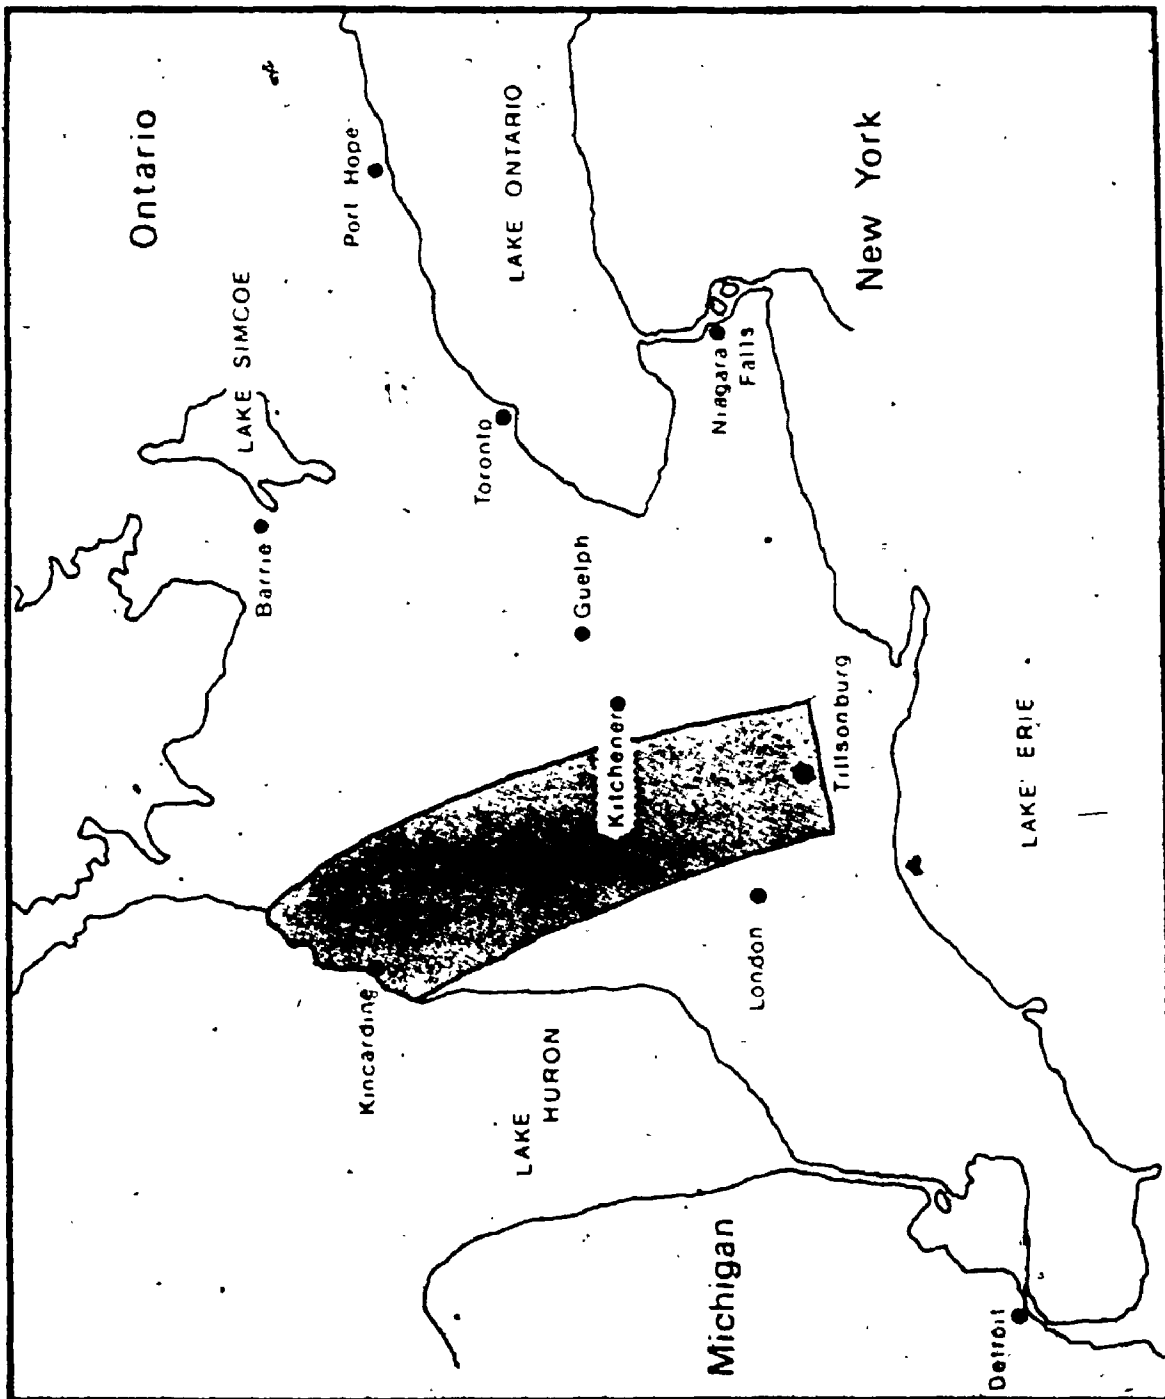 Ontario
LAKE SIMCOE
Barrie
Port Hope
Toronto
LAKE ONTARIO
Kincarding
Guelph
Kitchener
LAKE
HURON
Niagara
Falls
New York
London
Tillsonburg
Michigan
LAKE ERIE
Detroit